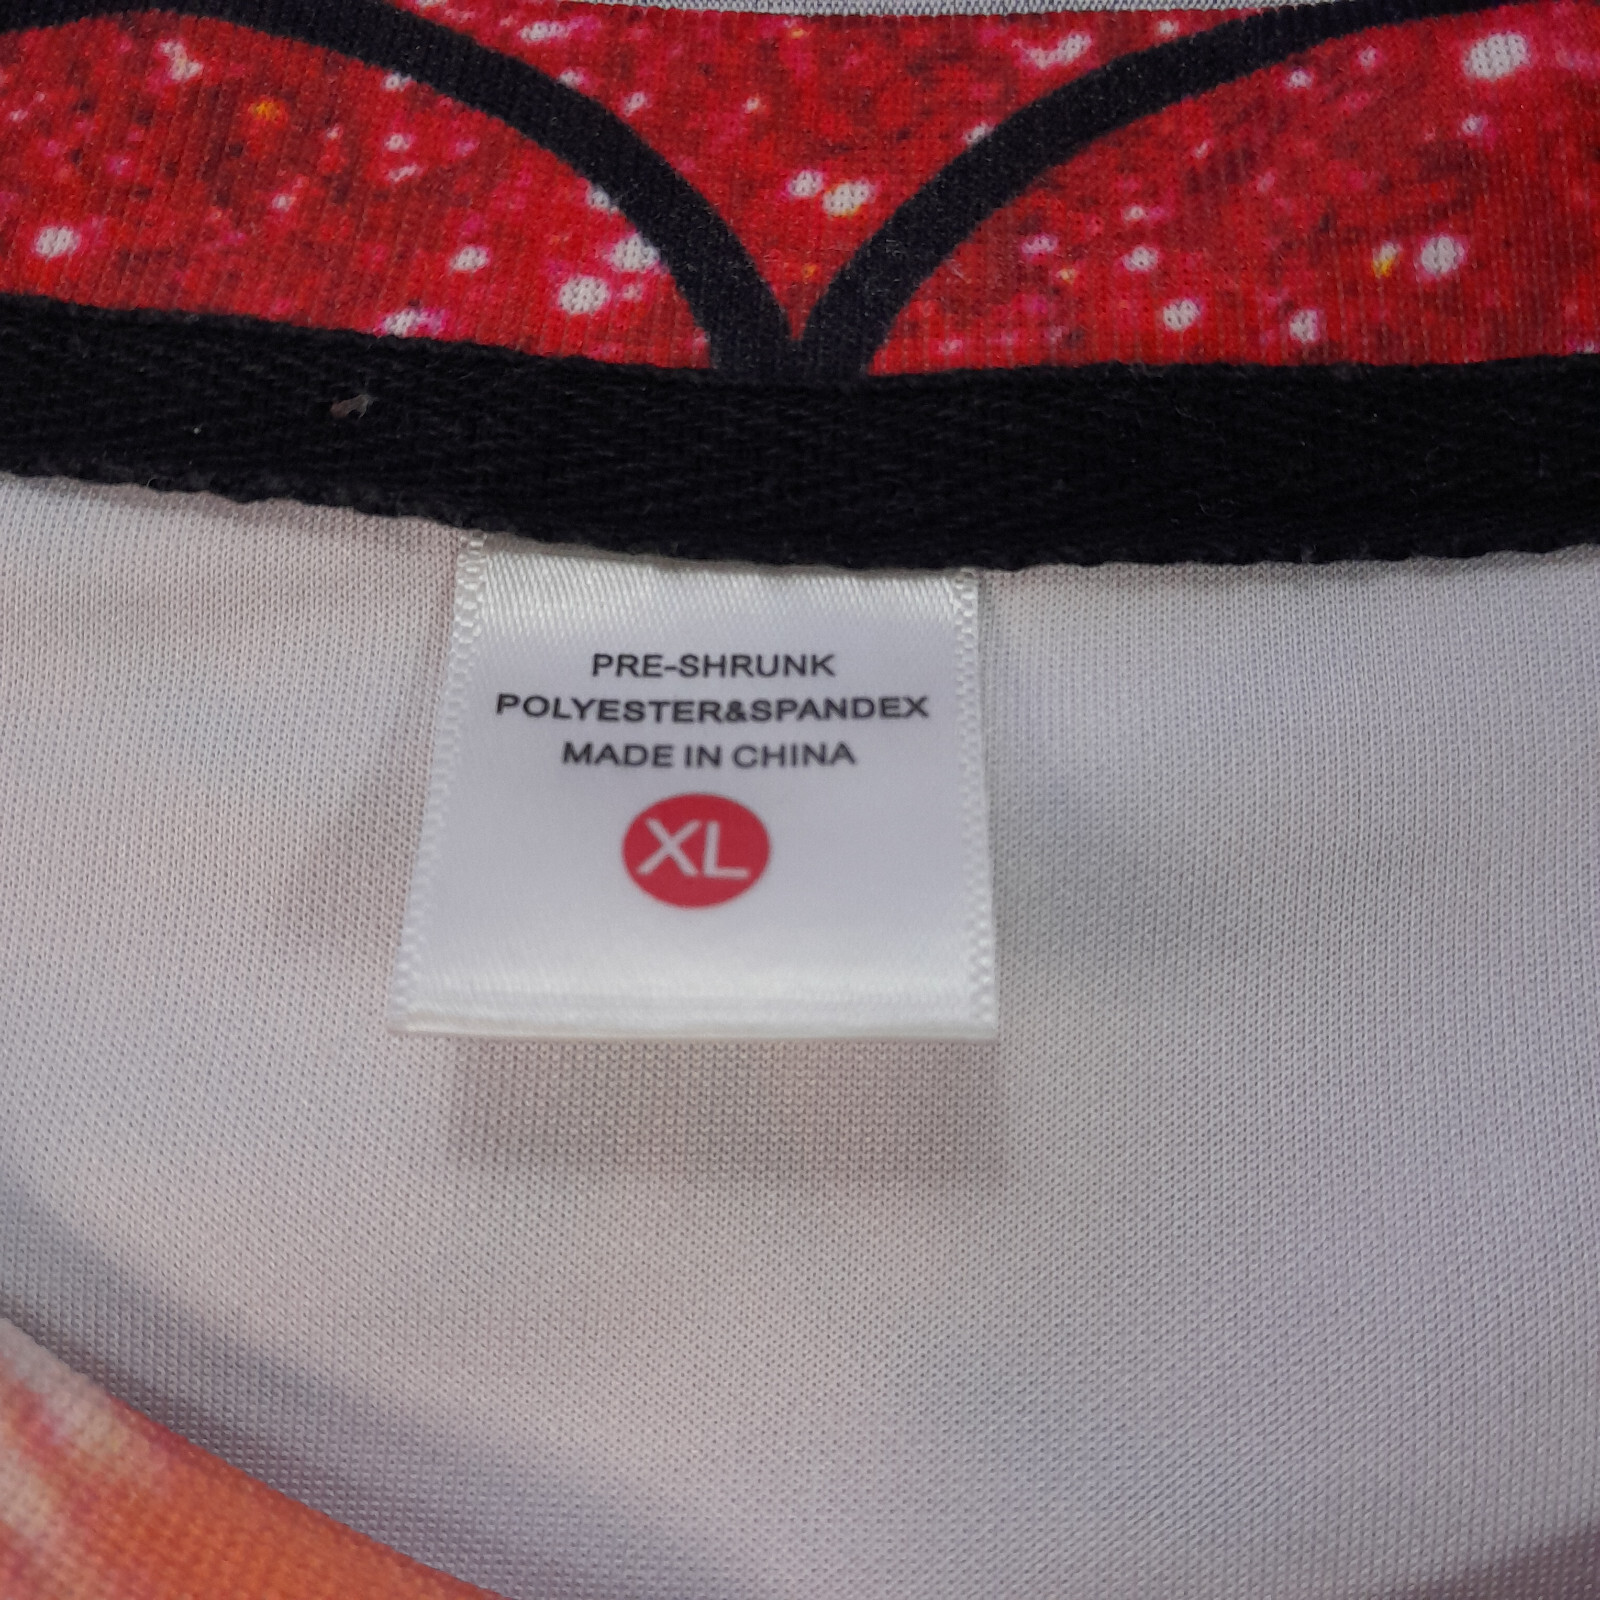 PRE-SHRUNK
POLYESTER&SPANDEX
MADE IN CHINA
XL